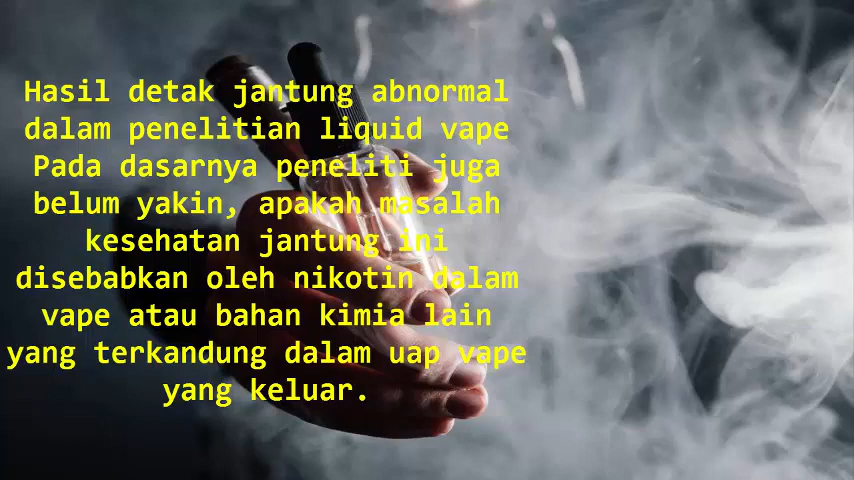 Hasil detak jantung abnormal
dalam penelitian liquid vape
Pada dasarnya peneliti juga
belum yakin, apakah masalah
kesehatan jantung ini
disebabkan oleh nikotin dalam
vape atau bahan kimia lain
yang terkandung dalam uap vape
yang keluar.